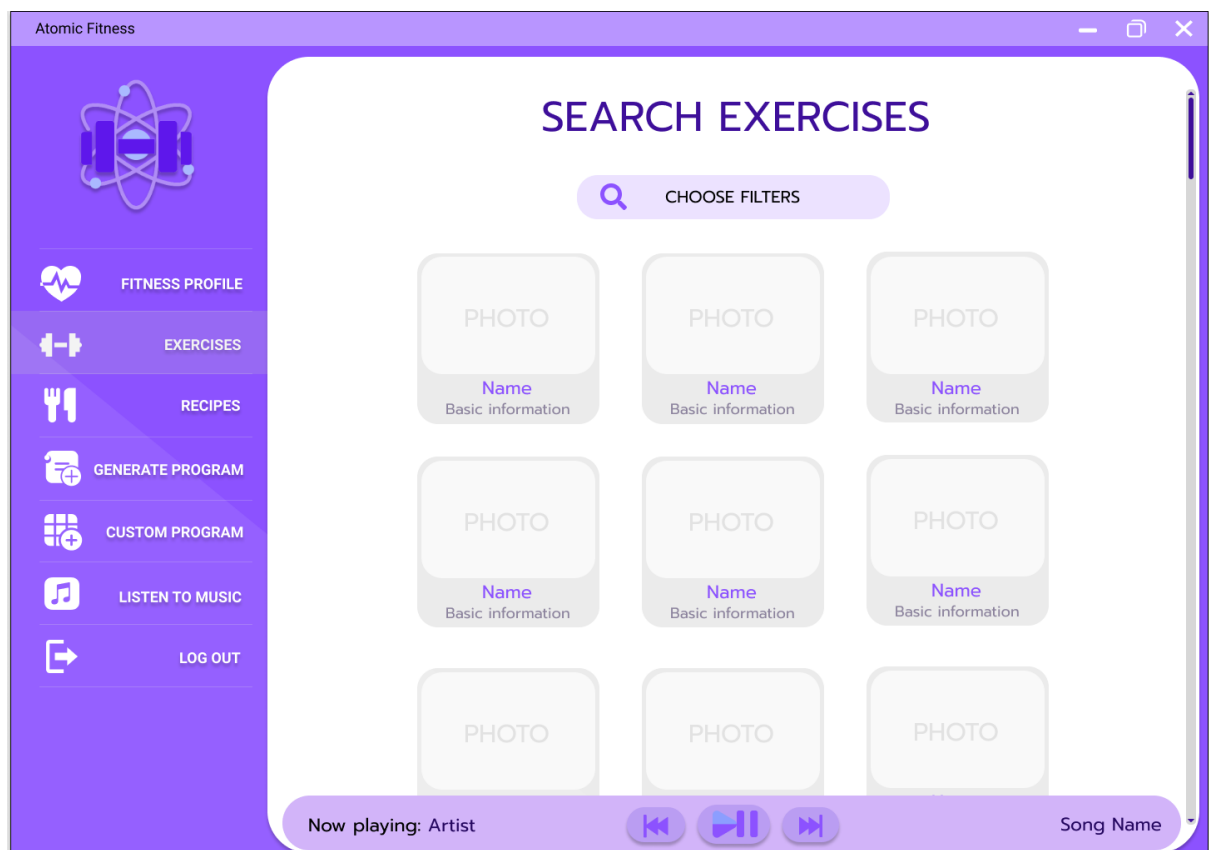 Atomic Fitness
FITNESS PROFILE
EXERCISES
RECIPES
GENERATE PROGRAM
CUSTOM PROGRAM
LISTEN TO MUSIC
LOG OUT
SEARCH EXERCISES
CHOOSE FILTERS
PHOTO PHOTO PHOTO
Name Name Name
Basic information Basic information Basic information
PHOTO PHOTO PHOTO
Name Name Name
Basic information Basic information Basic information
PHOTO PHOTO PHOTO
Now playing: Artist Song Name